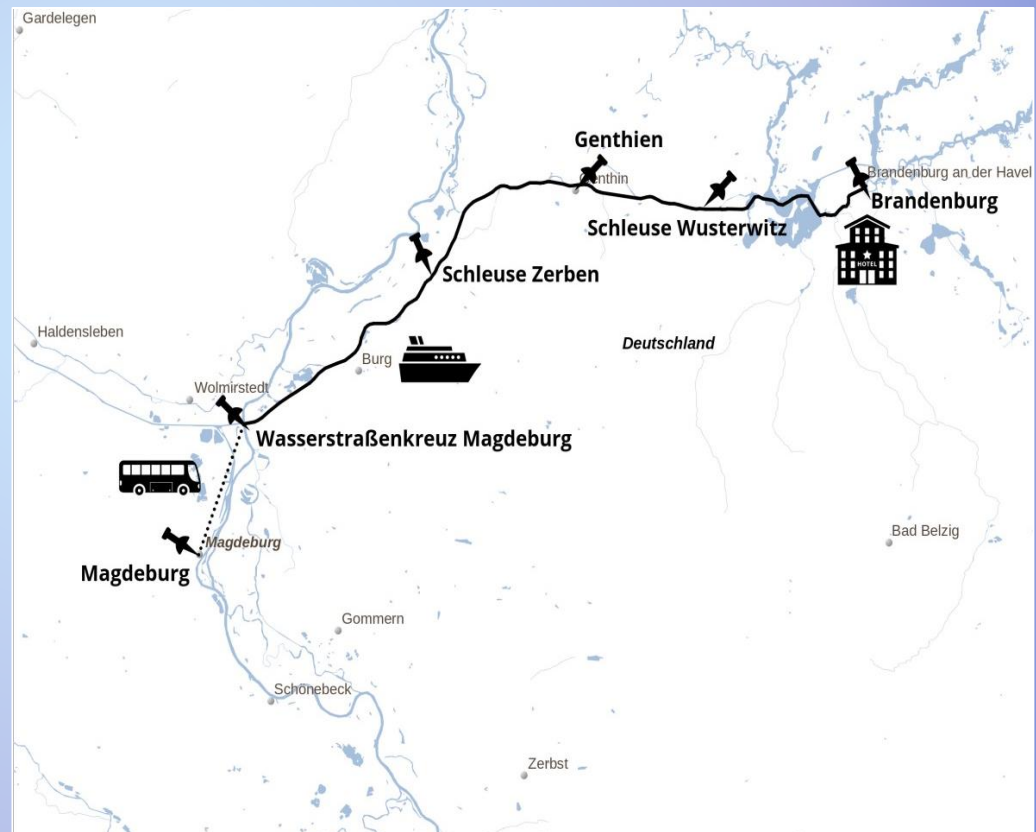 Gardelegen
Genthien
Genthin
Brandenburg an der Havel
Brandenburg
Schleuse Wusterwitz
HOTEL
Schleuse Zerben
Haldensleben
Deutschland
Burg
Wolmirstedt
Wasserstraßenkreuz Magdeburg
Bad Belzig
Magdeburg
Magdeburg
Gommern
Schönebeck
Zerbst